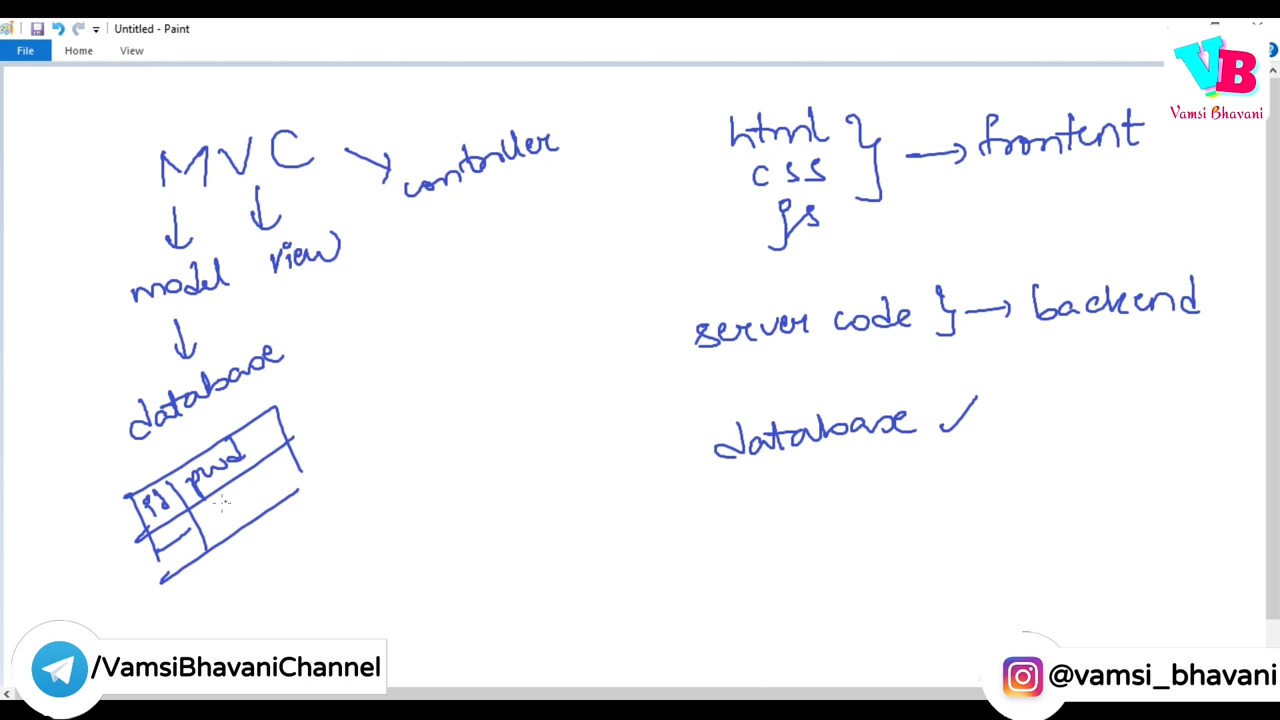 Untitled - Paint
File Home View
VB
Vamsi Bhavani
MVC
controller
model
view
database
id pwd
html
css
js
frontent
server code
backend
database
/VamsiBhavaniChannel
@vamsi_bhavani